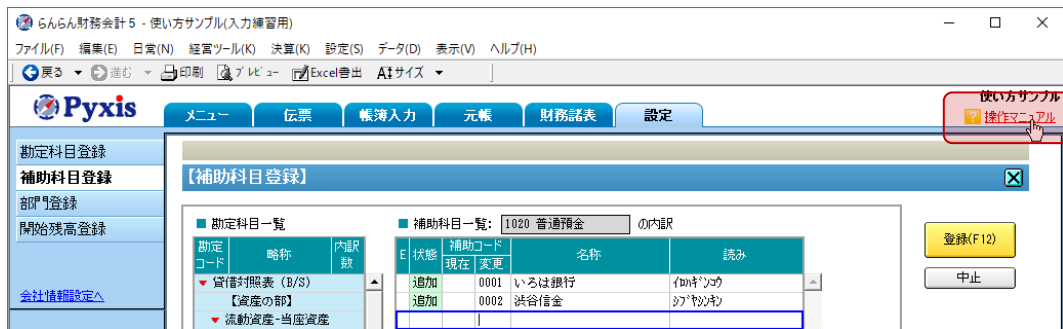 らんらん財務会計5 - 使い方サンプル(入力練習用)
ファイル(F) 編集(E) 日常(N) 経営ツール(K) 決算(K) 設定(S) データ(D) 表示(V) ヘルプ(H)
戻る 進む 印刷 プレビュー Excel書出 サイズ
Pyxis メニュー 伝票 帳簿入力 元帳 財務諸表 設定
使い方サンプル
? 操作マニュアル
勘定科目登録
補助科目登録
部門登録
開始残高登録
会社情報設定へ
【補助科目登録】
■ 勘定科目一覧
勘定コード 略称 内訳数
▼ 貸借対照表 (B/S)
【資産の部】
▼ 流動資産-当座資産
■ 補助科目一覧: 1020 普通預金 の内訳
E 状態 補助コード 現在 変更 名称 読み
追加 0001 いろは銀行 ｲﾛﾊｷﾞﾝｺｳ
追加 0002 渋谷信金 ｼﾌﾞﾔｼﾝｷﾝ
登録(F12)
中止